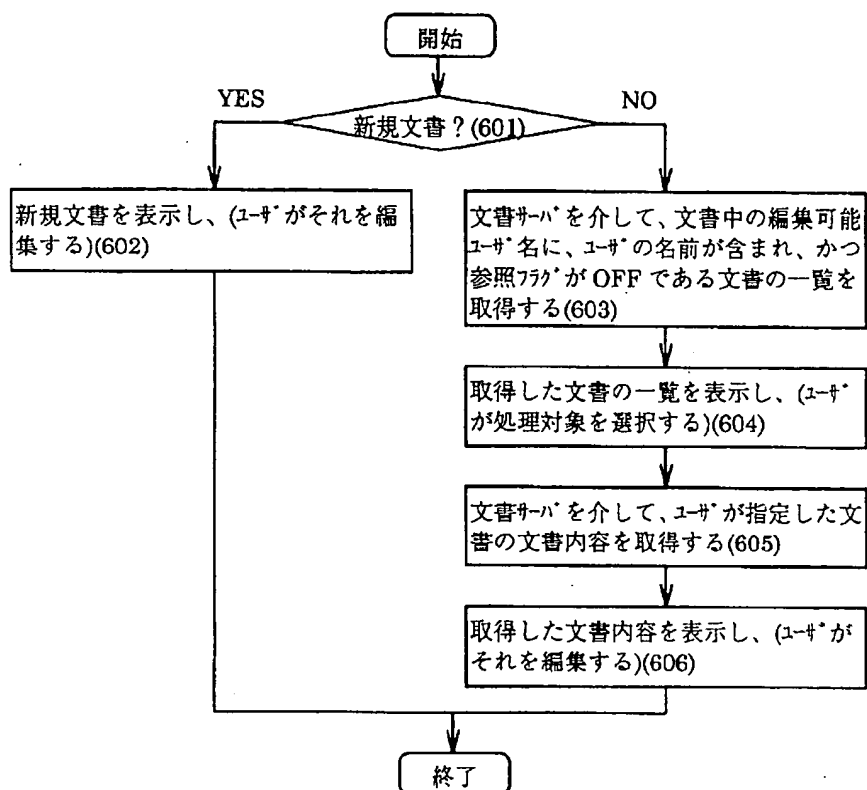 開始
YES
NO
新規文書？(601)
新規文書を表示し、(ﾕｰｻﾞがそれを編
集する)(602)
文書ｻｰﾊﾞを介して、文書中の編集可能
ﾕｰｻﾞ名に、ﾕｰｻﾞの名前が含まれ、かつ
参照ﾌﾗｸﾞが OFF である文書の一覧を
取得する(603)
取得した文書の一覧を表示し、(ﾕｰｻﾞ
が処理対象を選択する)(604)
文書ｻｰﾊﾞを介して、ﾕｰｻﾞが指定した文
書の文書内容を取得する(605)
取得した文書内容を表示し、(ﾕｰｻﾞが
それを編集する)(606)
終了